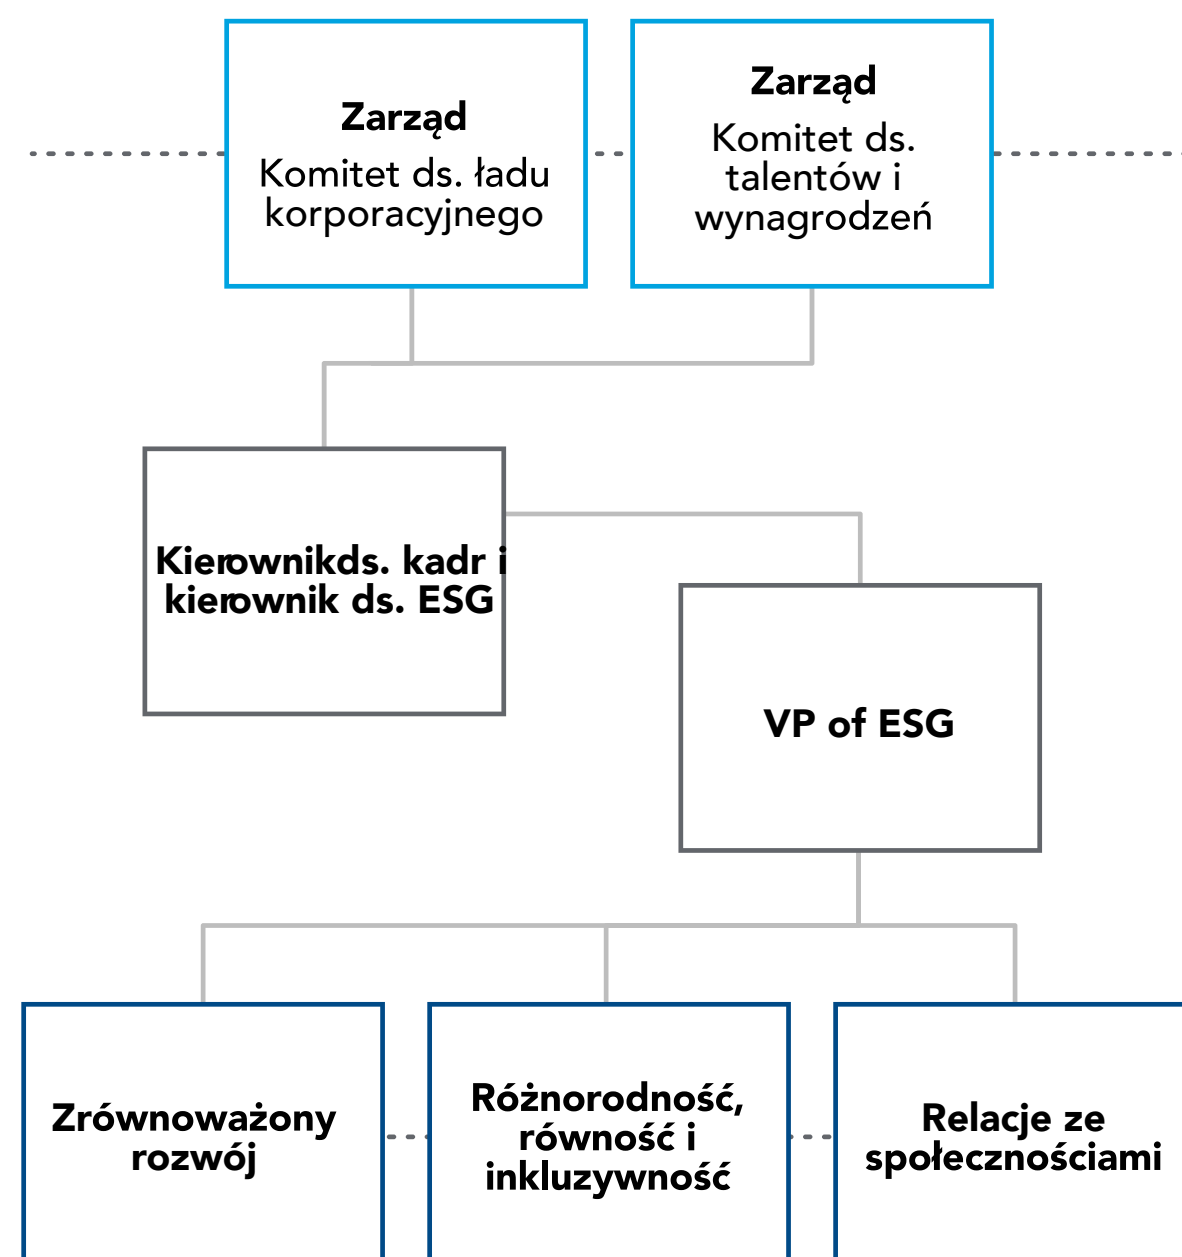 Zarząd
Komitet ds. ładu
korporacyjnego
Zarząd
Komitet ds.
talentów i
wynagrodzeń
Kierownikds. kadr i
kierownik ds. ESG
VP of ESG
Zrównoważony
rozwój
Różnorodność,
równość i
inkluzywność
Relacje ze
społecznościami